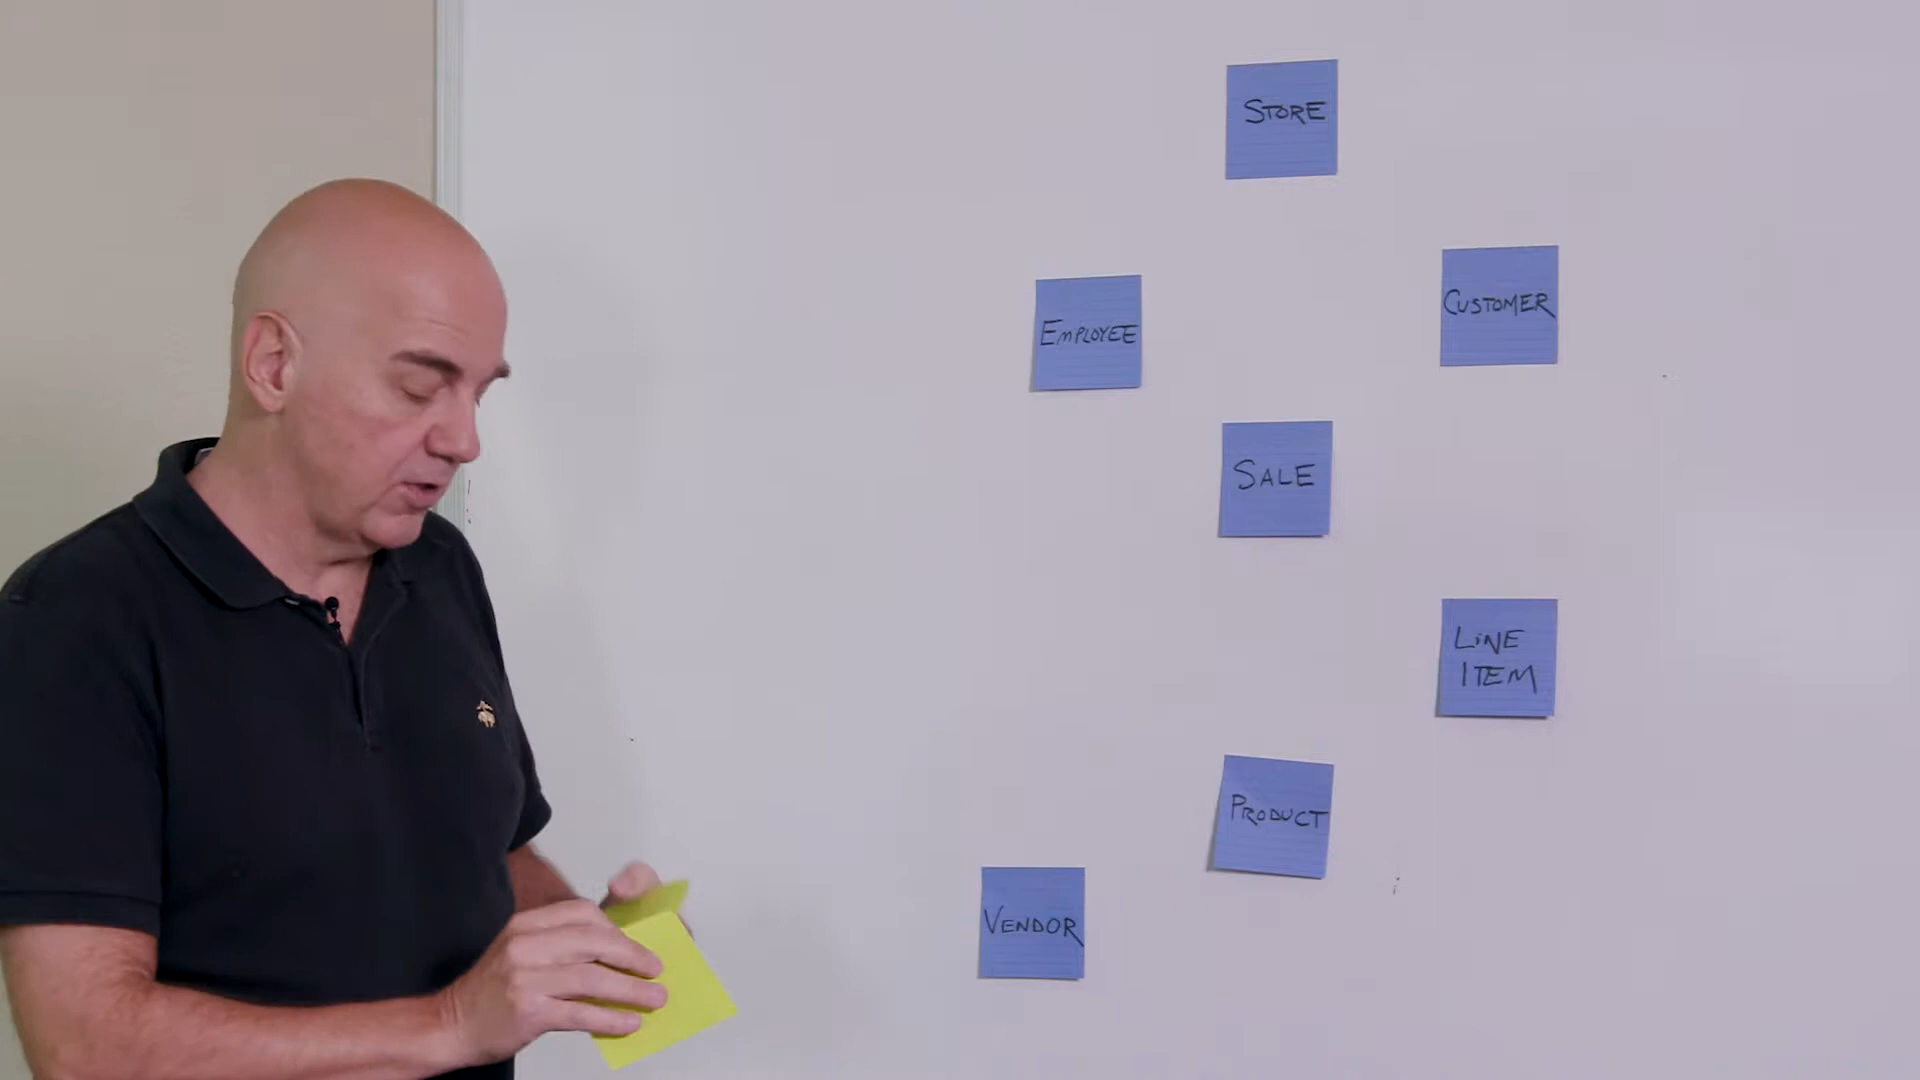 STORE
CUSTOMER
EMPLOYEE
SALE
LINE
ITEM
PRODUCT
VENDOR